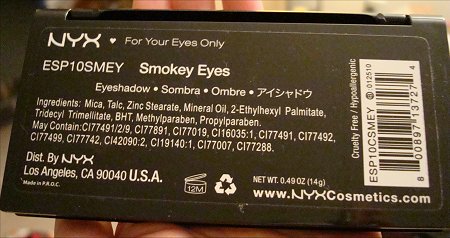 NYX ♥ For Your Eyes Only
ESP10SMEY Smokey Eyes
Eyeshadow • Sombra • Ombre • アイシャドウ
Ingredients: Mica, Talc, Zinc Stearate, Mineral Oil, 2-Ethylhexyl Palmitate,
Tridecyl Trimellitate, BHT, Methylparaben, Propylparaben.
May Contain:CI77491/2/9, CI77891, CI77019, CI16035:1, CI77491, CI77492,
CI77499, CI77742, CI42090:2, CI19140:1, CI77007, CI77288.
Dist. By NYX
Los Angeles, CA 90040 U.S.A.
Made in P.R.C.
12M
NET WT. 0.49 OZ (14g)
www.NYXCosmetics.com
Cruelty Free / Hypoallergenic
012510
ESP10CSMEY
8 00897 13727 4